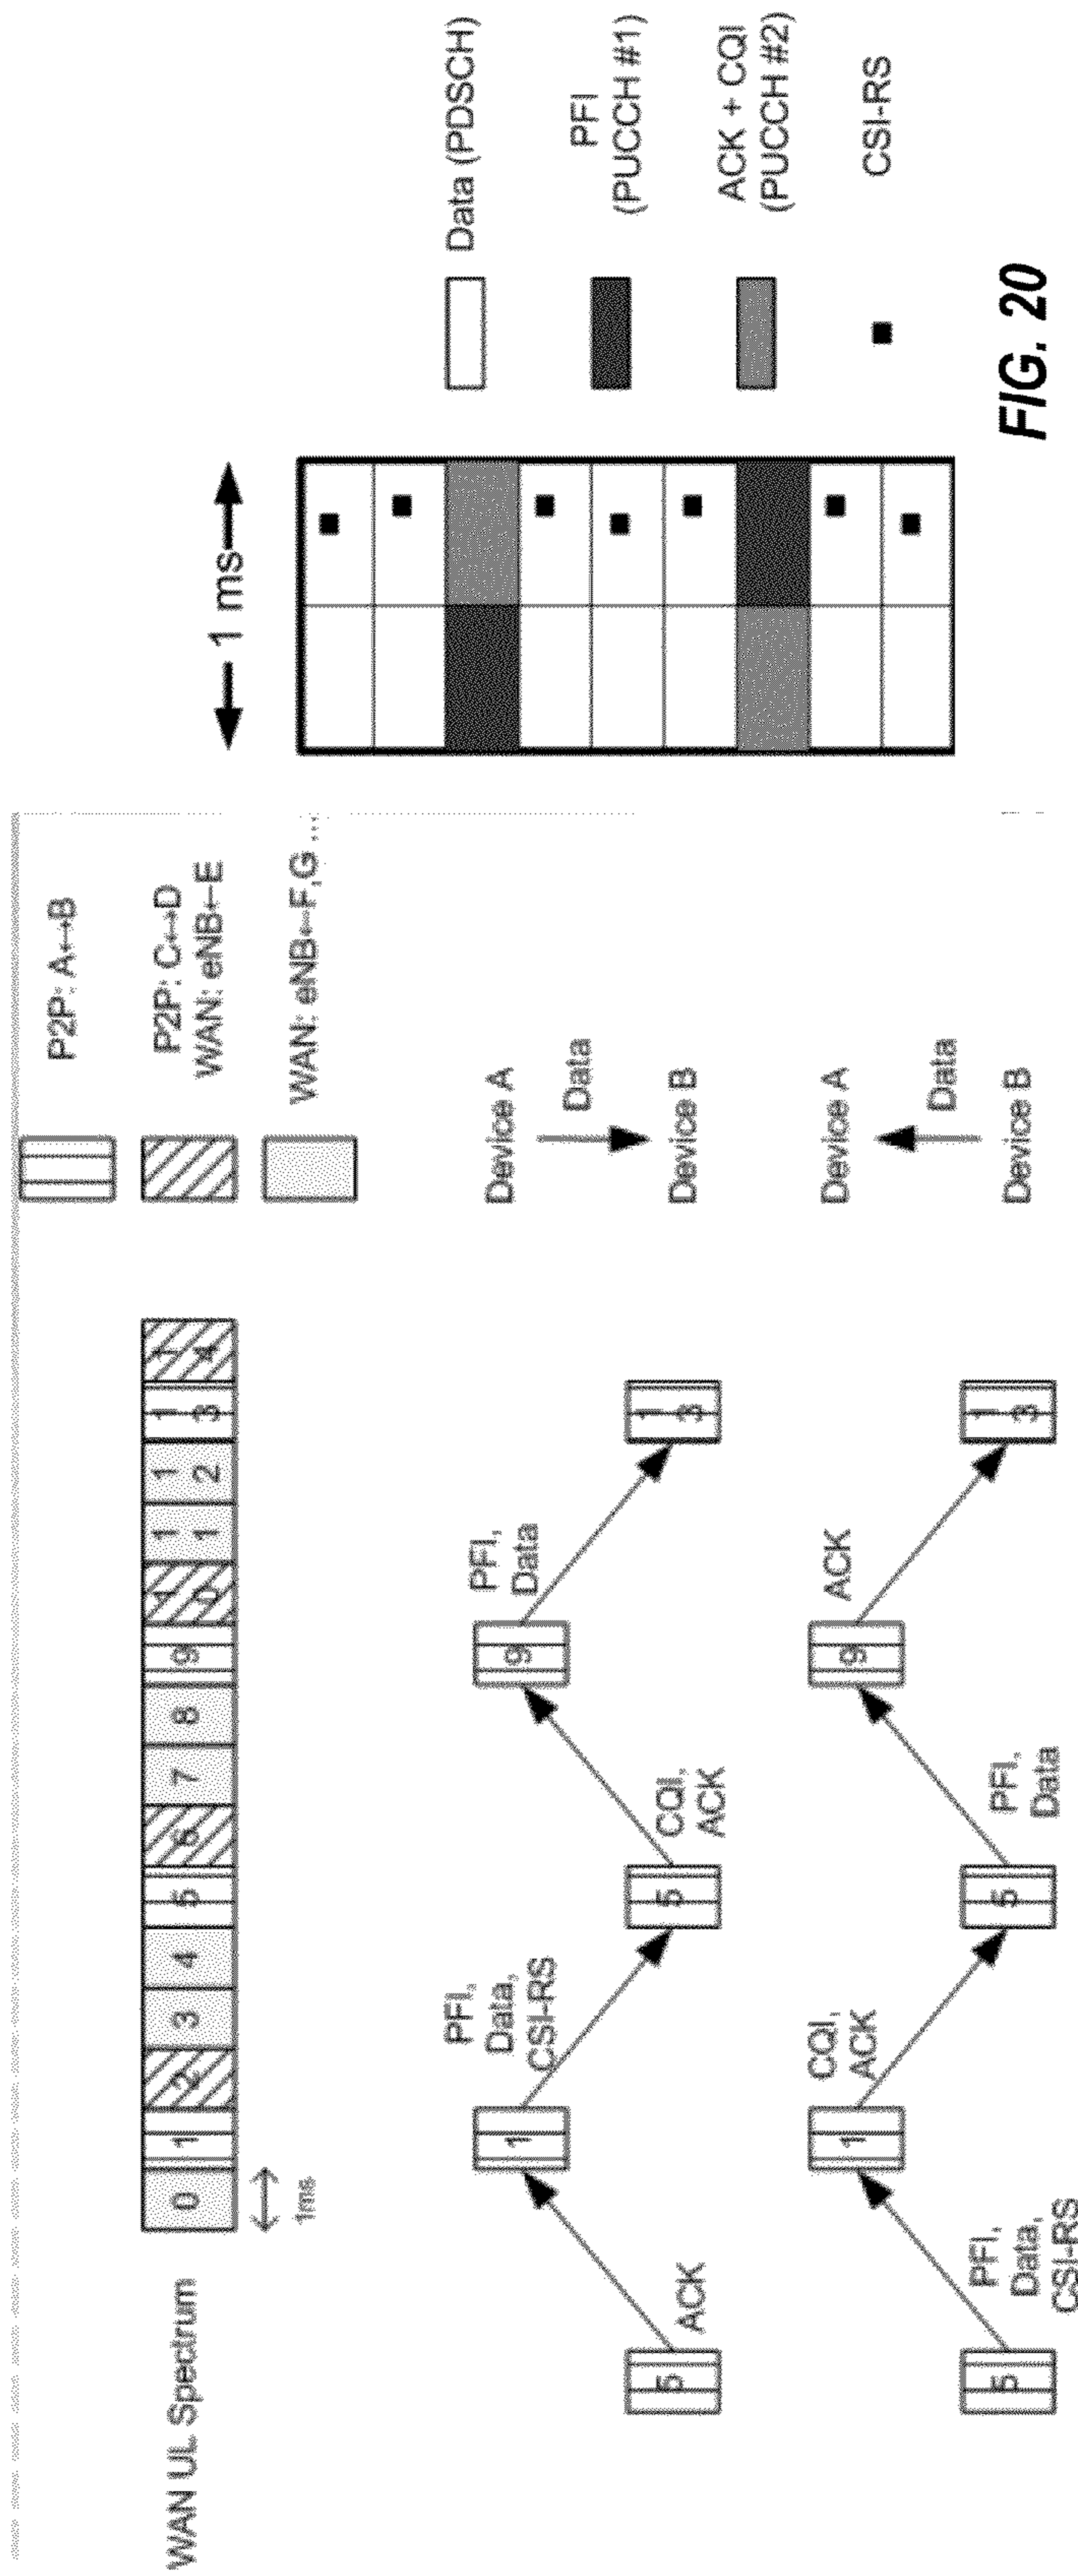 WAN UL Spectrum
0
1
2
3
4
5
6
7
8
9
1
0
1
1
1
2
1
3
1
4
1ms
P2P: A↔B
P2P: C↔D
WAN: eNB←E
WAN: eNB←F,G ...
5
ACK
1
PFI,
Data,
CSI-RS
5
CQI,
ACK
9
PFI,
Data
1
3
Device A
Data
Device B
5
PFI,
Data,
CSI-RS
1
CQI,
ACK
5
PFI,
Data
9
ACK
1
3
Device A
Data
Device B
1 ms
Data (PDSCH)
PFI
(PUCCH #1)
ACK + CQI
(PUCCH #2)
CSI-RS
FIG. 20